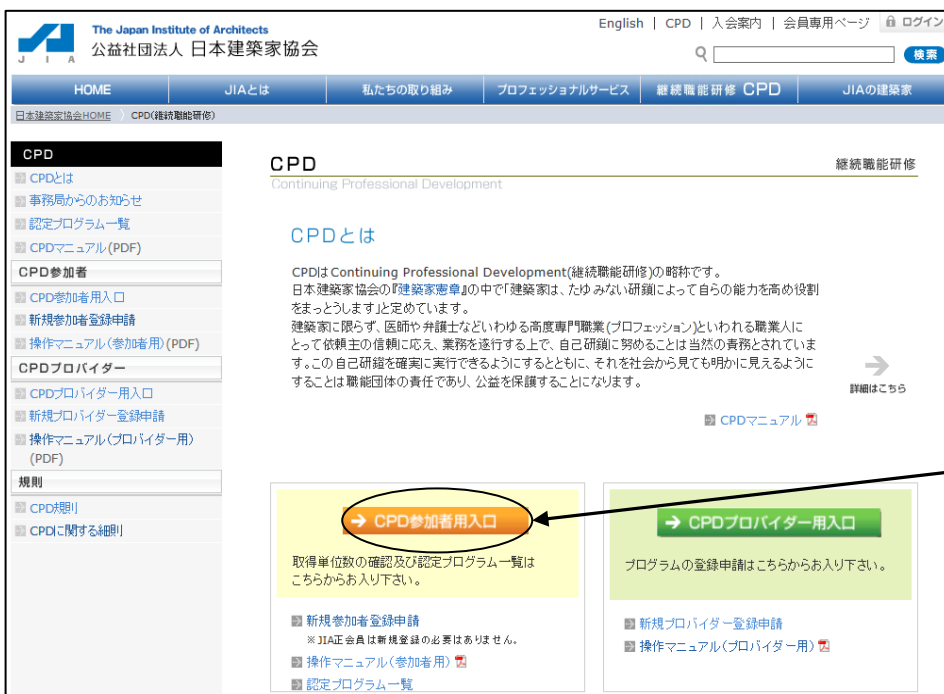 The Japan Institute of Architects
公益社団法人 日本建築家協会
J I A
English | CPD | 入会案内 | 会員専用ページ ログイン
検索
HOME JIAとは 私たちの取り組み プロフェッショナルサービス 継続職能研修 CPD JIAの建築家
日本建築家協会HOME CPD(継続職能研修)
CPD
CPDとは
事務局からのお知らせ
認定プログラム一覧
CPDマニュアル(PDF)
CPD参加者
CPD参加者用入口
新規参加者登録申請
操作マニュアル(参加者用)(PDF)
CPDプロバイダー
CPDプロバイダー用入口
新規プロバイダー登録申請
操作マニュアル(プロバイダー用)
(PDF)
規則
CPD規則
CPDに関する細則
CPD 継続職能研修
Continuing Professional Development
CPDとは
CPDは Continuing Professional Development(継続職能研修)の略称です。
日本建築家協会の『建築家憲章』の中で「建築家は、たゆみない研鑽によって自らの能力を高め役割
をまっとうします」と定めています。
建築家に限らず、医師や弁護士などいわゆる高度専門職業(プロフェッション)といわれる職業人に
とって依頼主の信頼に応え、業務を遂行する上で、自己研鑽に努めることは当然の責務とされていま
す。この自己研鑽を確実に実行できるようにするとともに、それを社会から見ても明かに見えるように
することは職能団体の責任であり、公益を保護することになります。
詳細はこちら
CPDマニュアル
CPD参加者用入口
取得単位数の確認及び認定プログラム一覧は
こちらからお入り下さい。
新規参加者登録申請
※JIA正会員は新規登録の必要はありません。
操作マニュアル(参加者用)
認定プログラム一覧
CPDプロバイダー用入口
プログラムの登録申請はこちらからお入り下さい。
新規プロバイダー登録申請
操作マニュアル(プロバイダー用)